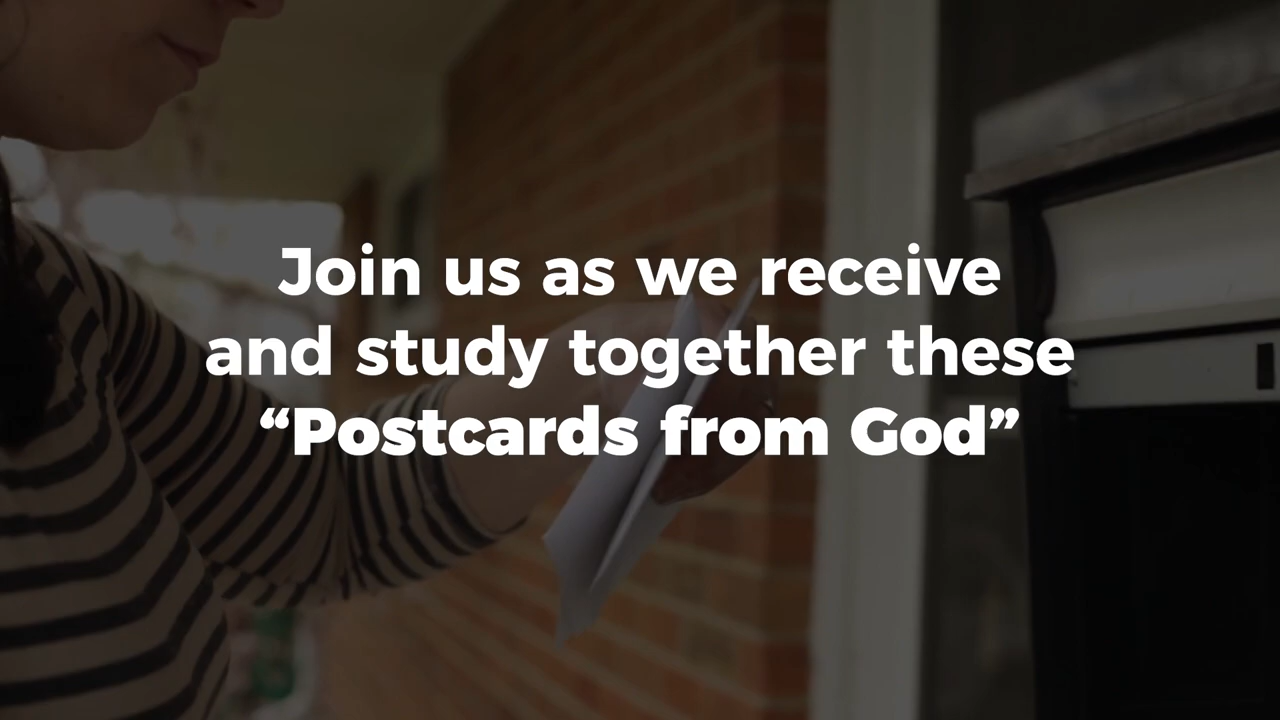 Join us as we receive
and study together these
“Postcards from God”